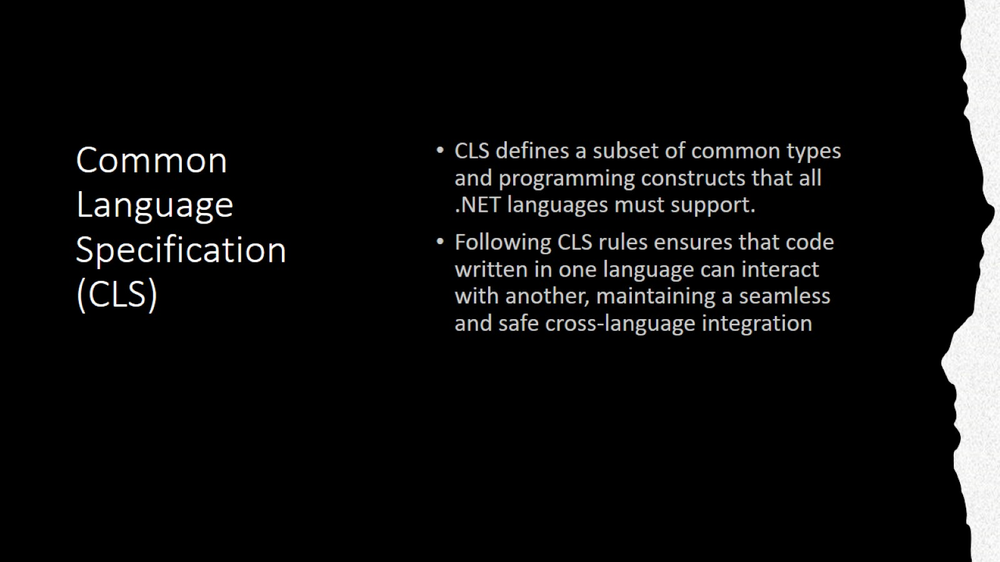 Common
Language
Specification
(CLS)
• CLS defines a subset of common types
and programming constructs that all
.NET languages must support.
• Following CLS rules ensures that code
written in one language can interact
with another, maintaining a seamless
and safe cross-language integration